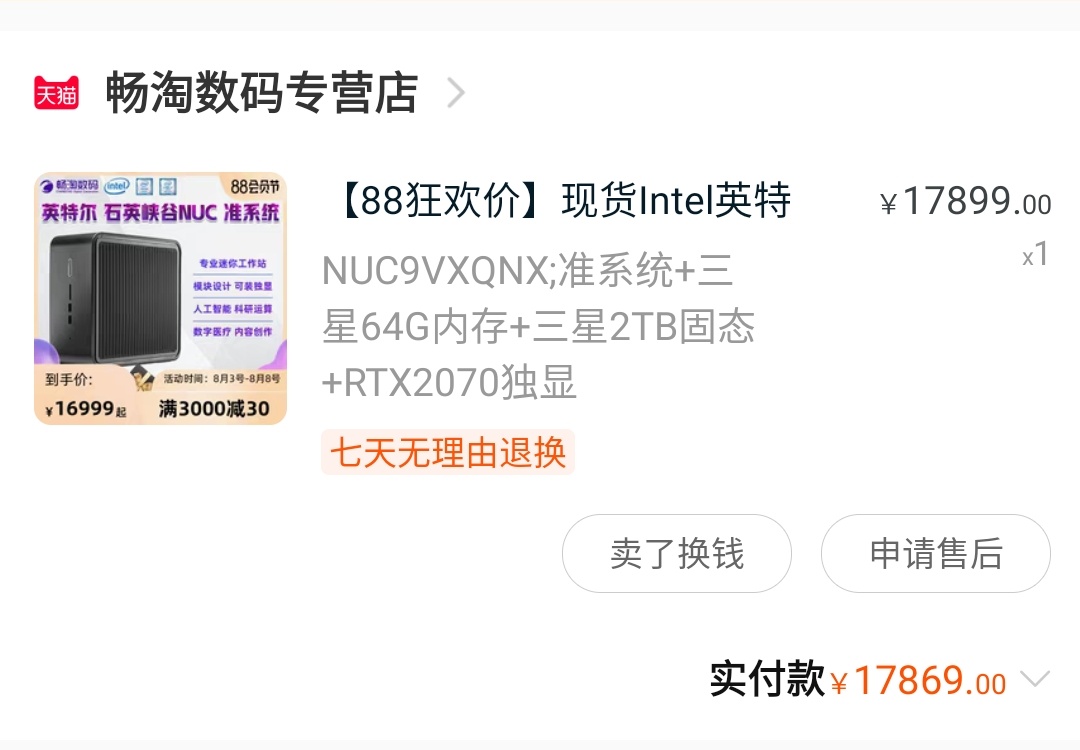 天猫 畅淘数码专营店
畅淘数码 intel 88会员节
英特尔 石英峡谷NUC 准系统
专业迷你工作站
模块设计 可装独显
人工智能 科研运算
数字医疗 内容创作
到手价: 活动时间:8月3号-8月8号
¥16999起 满3000减30
【88狂欢价】现货Intel英特 ¥17899.00
NUC9VXQNX;准系统+三 x1
星64G内存+三星2TB固态
+RTX2070独显
七天无理由退换
卖了换钱 申请售后
实付款¥17869.00